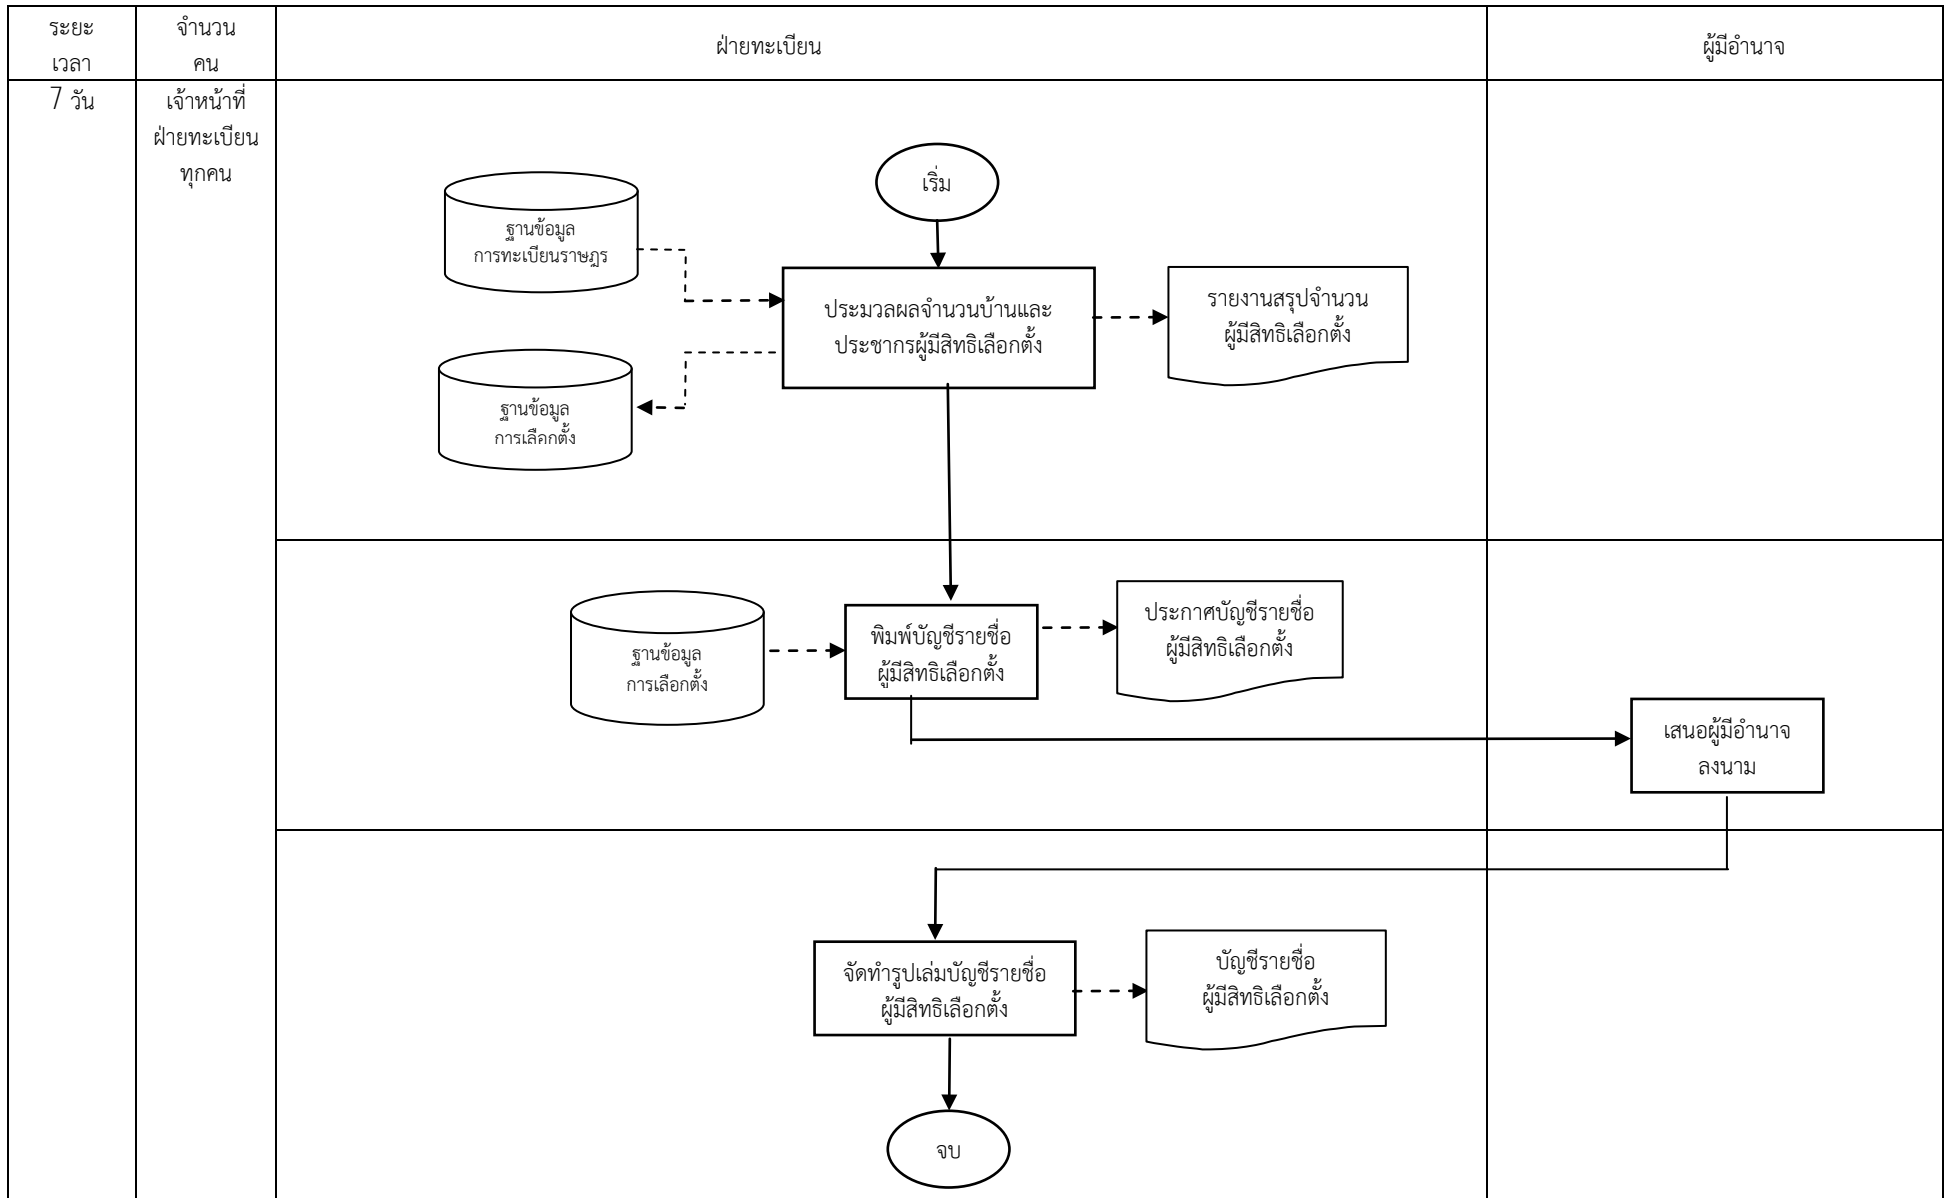 ระยะ
เวลา
จำนวน
คน
ฝ่ายทะเบียน
ผู้มีอำนาจ
7 วัน
เจ้าหน้าที่
ฝ่ายทะเบียน
ทุกคน
เริ่ม
ฐานข้อมูล
การทะเบียนราษฎร
ประมวลผลจำนวนบ้านและ
ประชากรผู้มีสิทธิเลือกตั้ง
รายงานสรุปจำนวน
ผู้มีสิทธิเลือกตั้ง
ฐานข้อมูล
การเลือกตั้ง
ฐานข้อมูล
การเลือกตั้ง
พิมพ์บัญชีรายชื่อ
ผู้มีสิทธิเลือกตั้ง
ประกาศบัญชีรายชื่อ
ผู้มีสิทธิเลือกตั้ง
เสนอผู้มีอำนาจ
ลงนาม
จัดทำรูปเล่มบัญชีรายชื่อ
ผู้มีสิทธิเลือกตั้ง
บัญชีรายชื่อ
ผู้มีสิทธิเลือกตั้ง
จบ